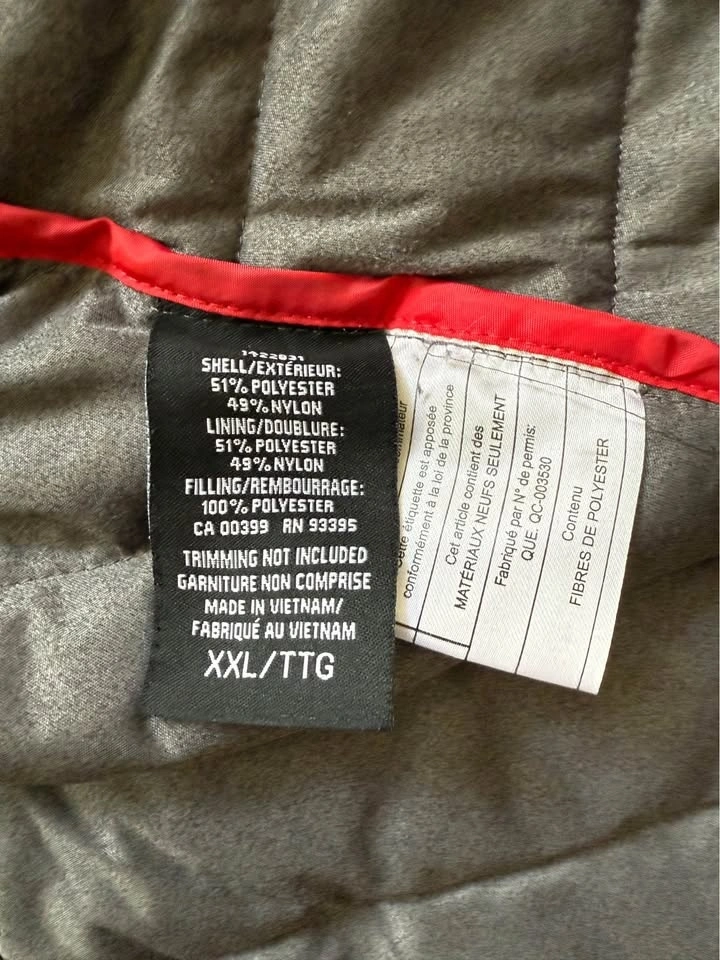 SHELL/EXTÉRIEUR:
51% POLYESTER
49% NYLON
LINING/DOUBLURE:
51% POLYESTER
49% NYLON
FILLING/REMBOURRAGE:
100% POLYESTER
CA 00399 RN 93395
TRIMMING NOT INCLUDED
GARNITURE NON COMPRISE
MADE IN VIETNAM/
FABRIQUÉ AU VIETNAM
XXL/TTG
Cette étiquette est apposée
conformément à la loi de la province
Cet article contient des
MATÉRIAUX NEUFS SEULEMENT
Fabriqué par N° de permis:
QUE. QC-003530
Contenu
FIBRES DE POLYESTER